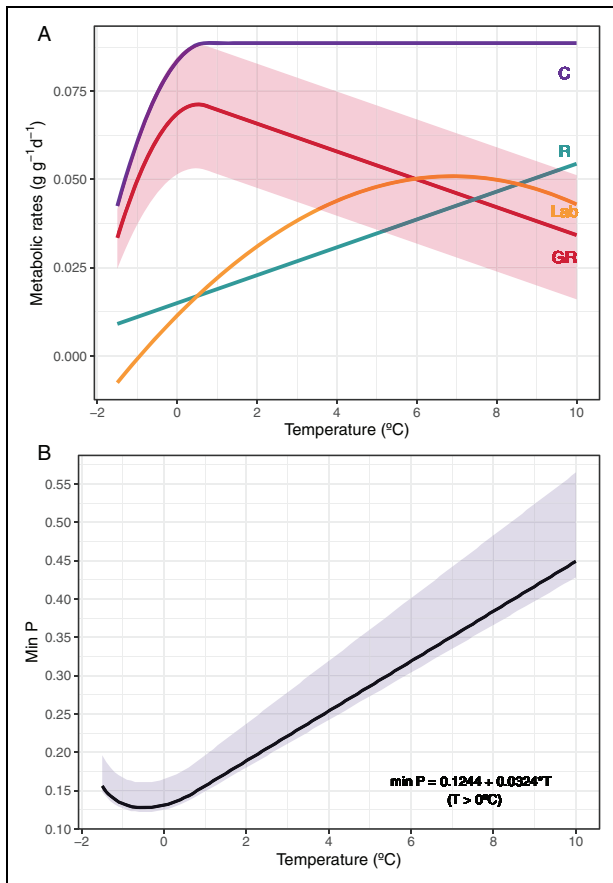 A
Metabolic rates (g g⁻¹ d⁻¹)
0.075
0.050
0.025
0.000
C
R
Lab
GR
−2 0 2 4 6 8 10
Temperature (ºC)
B
Min P
0.55
0.50
0.45
0.40
0.35
0.30
0.25
0.20
0.15
0.10
min P = 0.1244 + 0.0324*T
(T > 0ºC)
−2 0 2 4 6 8 10
Temperature (ºC)